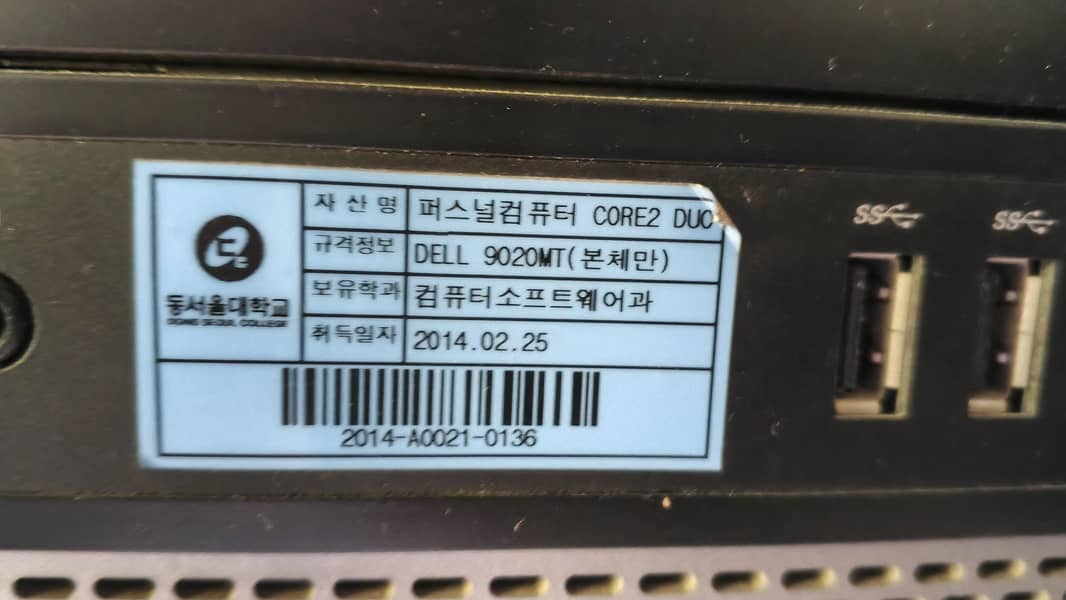 자산명 퍼스널컴퓨터 CORE2 DUO
규격정보 DELL 9020MT(본체만)
보유학과 컴퓨터소프트웨어과
취득일자 2014.02.25
동서울대학교
DONG SEOUL COLLEGE
2014-A0021-0136
SS
SS